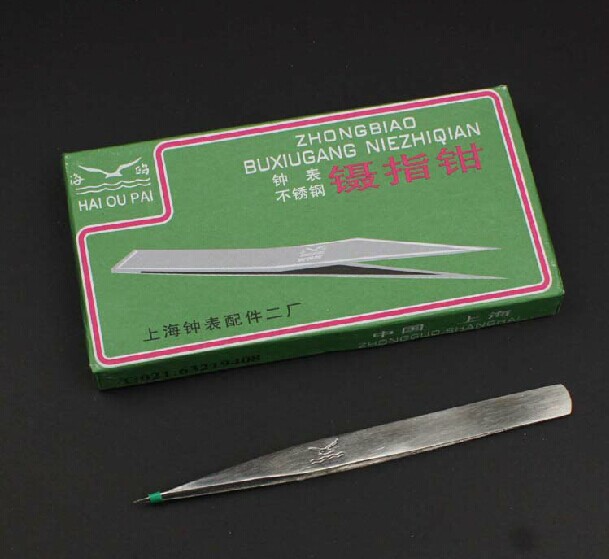 海鸥
HAI OU PAI
ZHONGBIAO
BUXIUGANG NIEZHIQIAN
钟表
不锈钢
镊指钳
上海钟表配件二厂
中国 上海
ZHONGGUO SHANGHAI